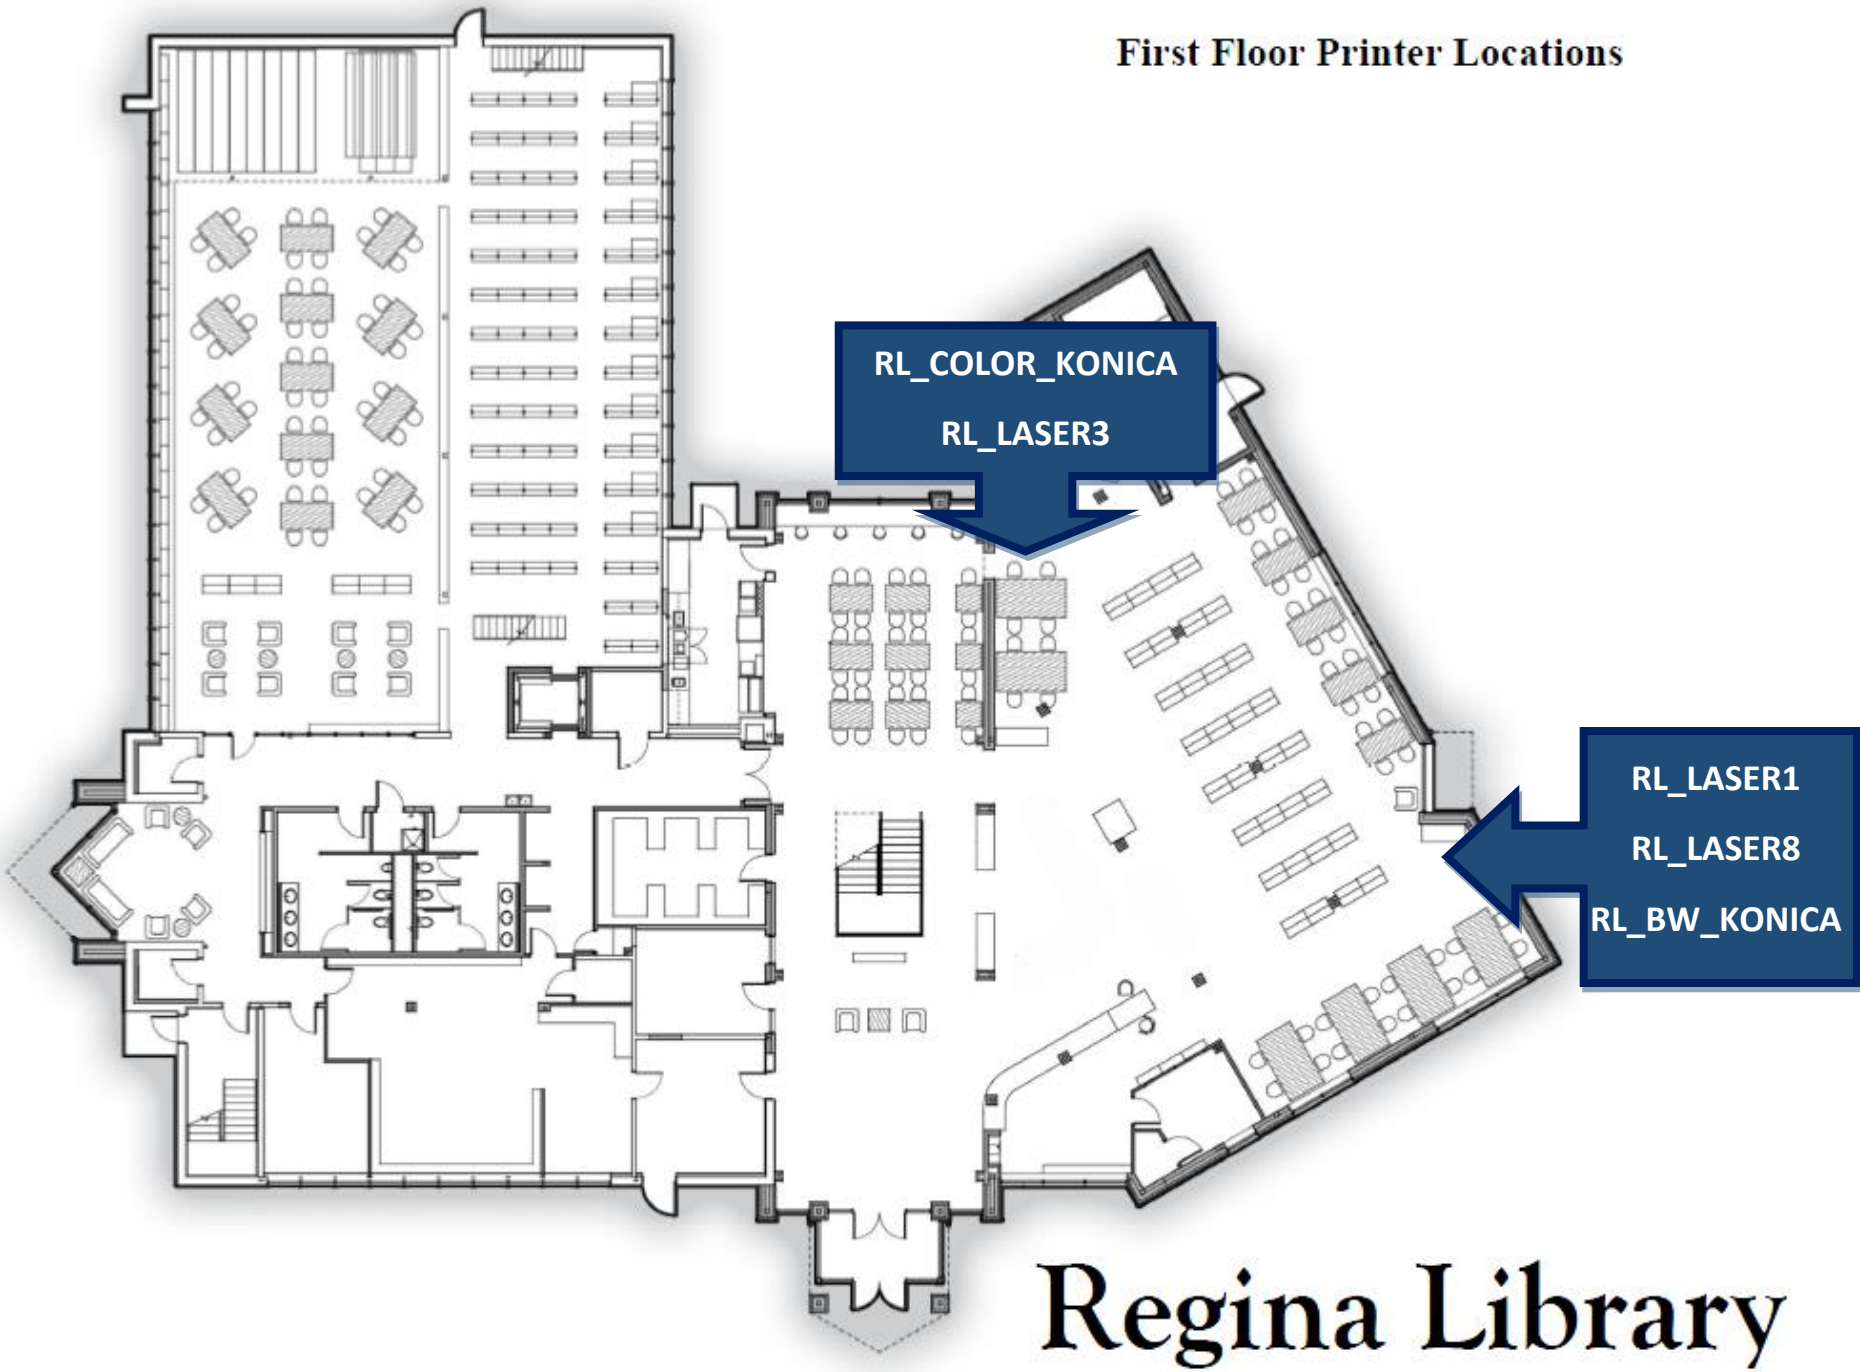 First Floor Printer Locations
RL_COLOR_KONICA
RL_LASER3
RL_LASER1
RL_LASER8
RL_BW_KONICA
Regina Library